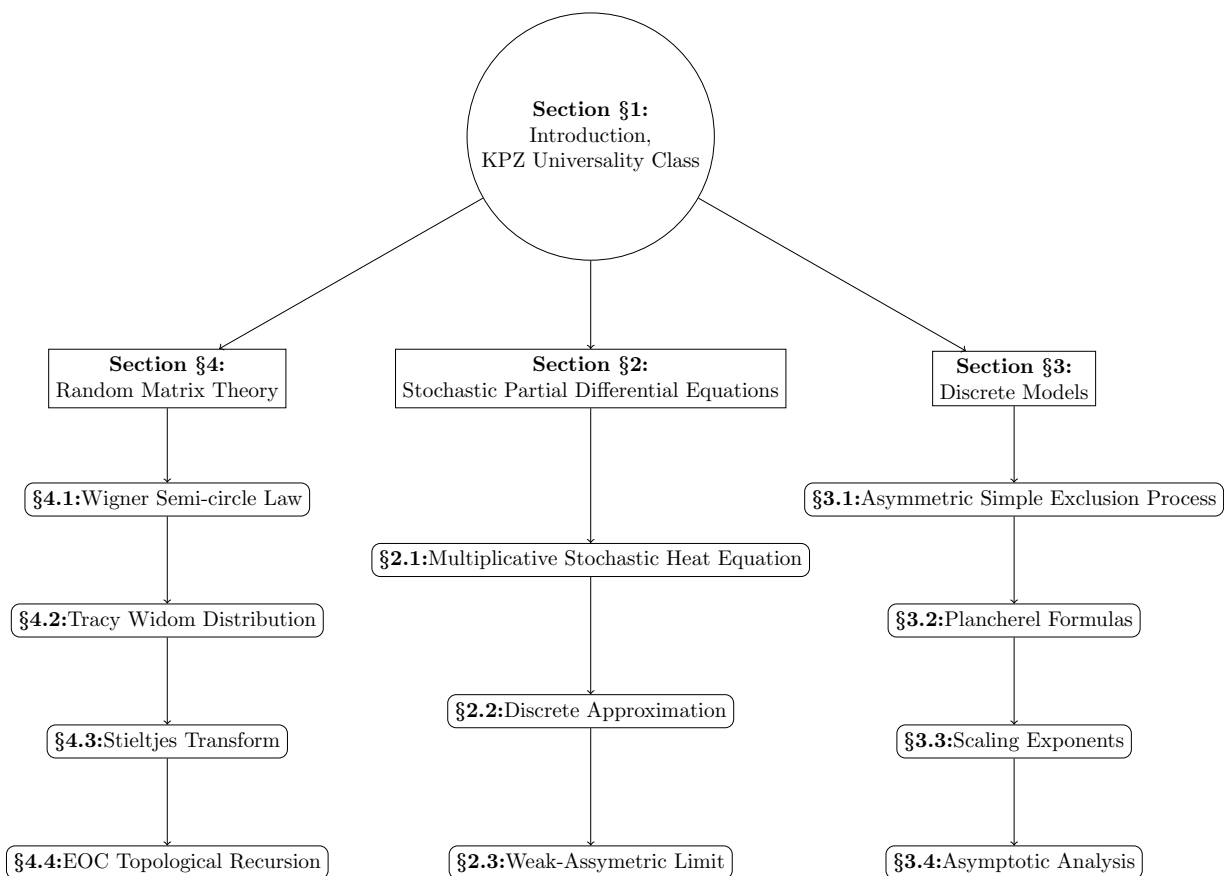 Section §1:
Introduction,
KPZ Universality Class
Section §4:
Random Matrix Theory
Section §2:
Stochastic Partial Differential Equations
Section §3:
Discrete Models
§4.1:Wigner Semi-circle Law
§4.2:Tracy Widom Distribution
§4.3:Stieltjes Transform
§4.4:EOC Topological Recursion
§2.1:Multiplicative Stochastic Heat Equation
§2.2:Discrete Approximation
§2.3:Weak-Assymetric Limit
§3.1:Asymmetric Simple Exclusion Process
§3.2:Plancherel Formulas
§3.3:Scaling Exponents
§3.4:Asymptotic Analysis